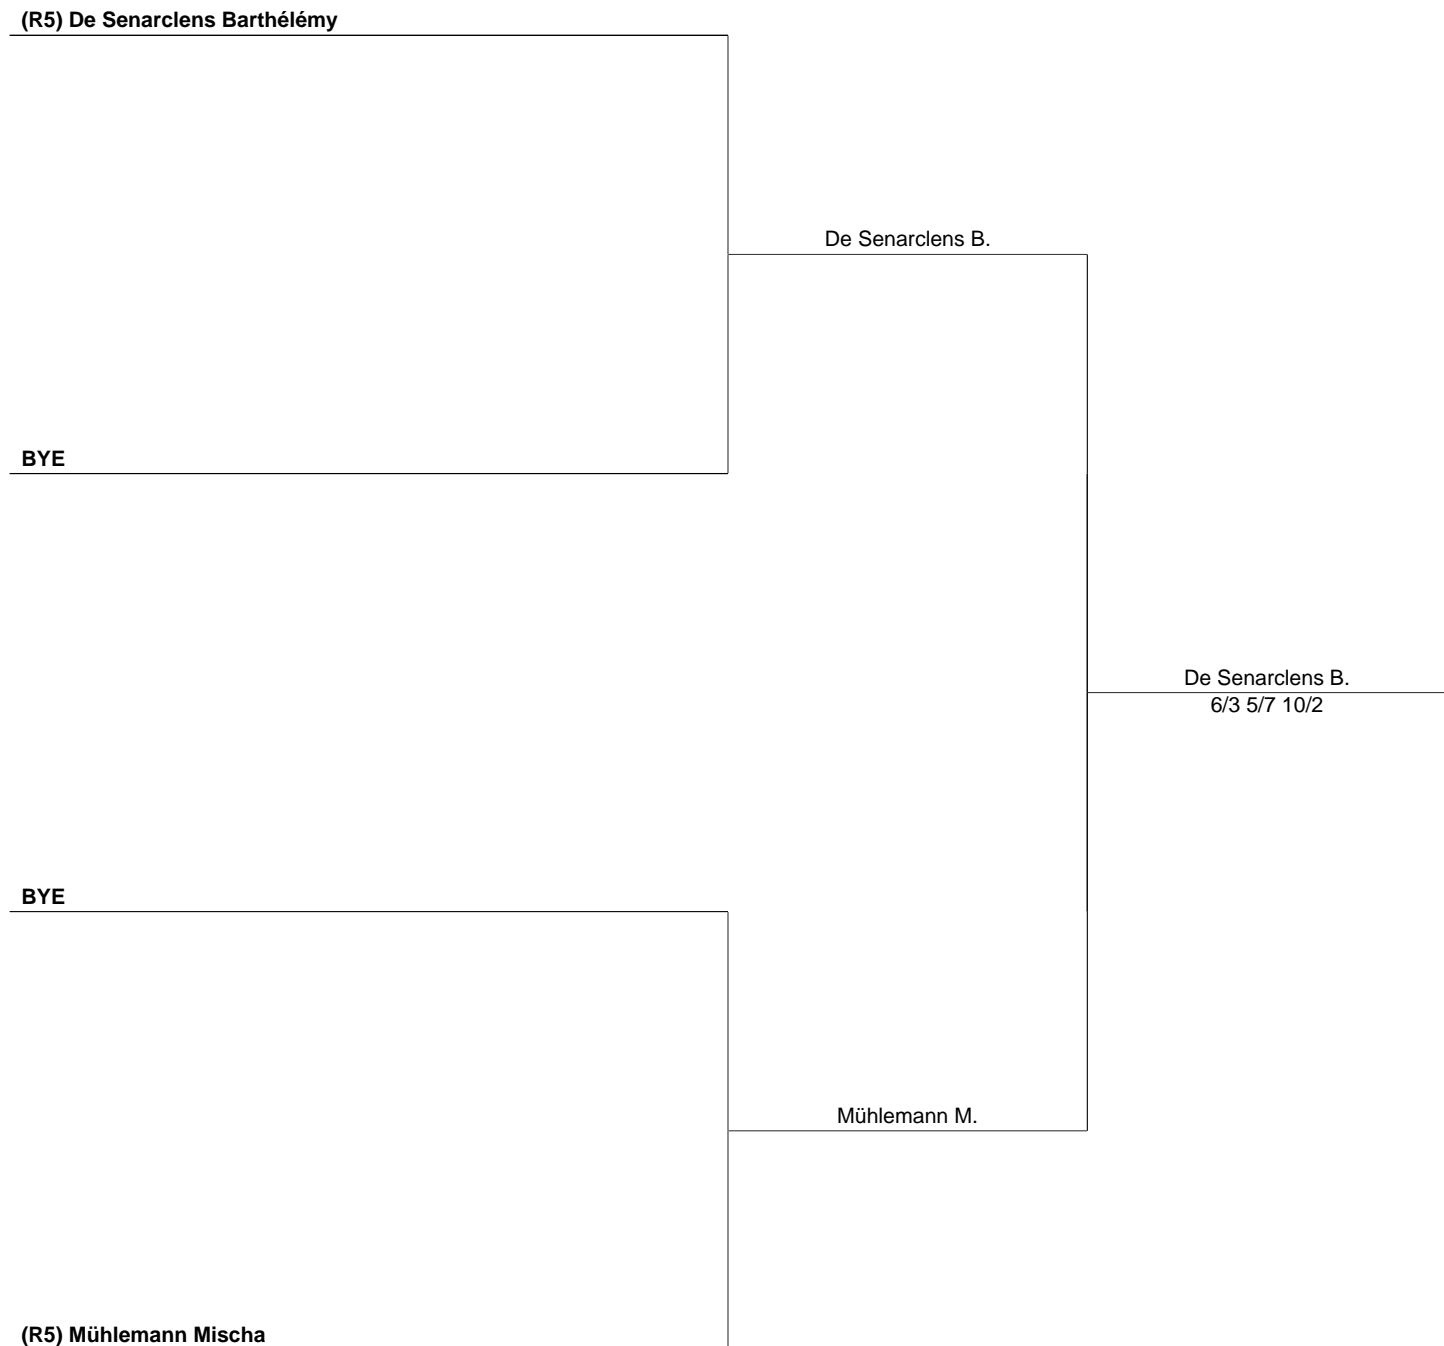 (R5) De Senarclens Barthélémy
De Senarclens B.
BYE
De Senarclens B.
6/3 5/7 10/2
BYE
Mühlemann M.
(R5) Mühlemann Mischa